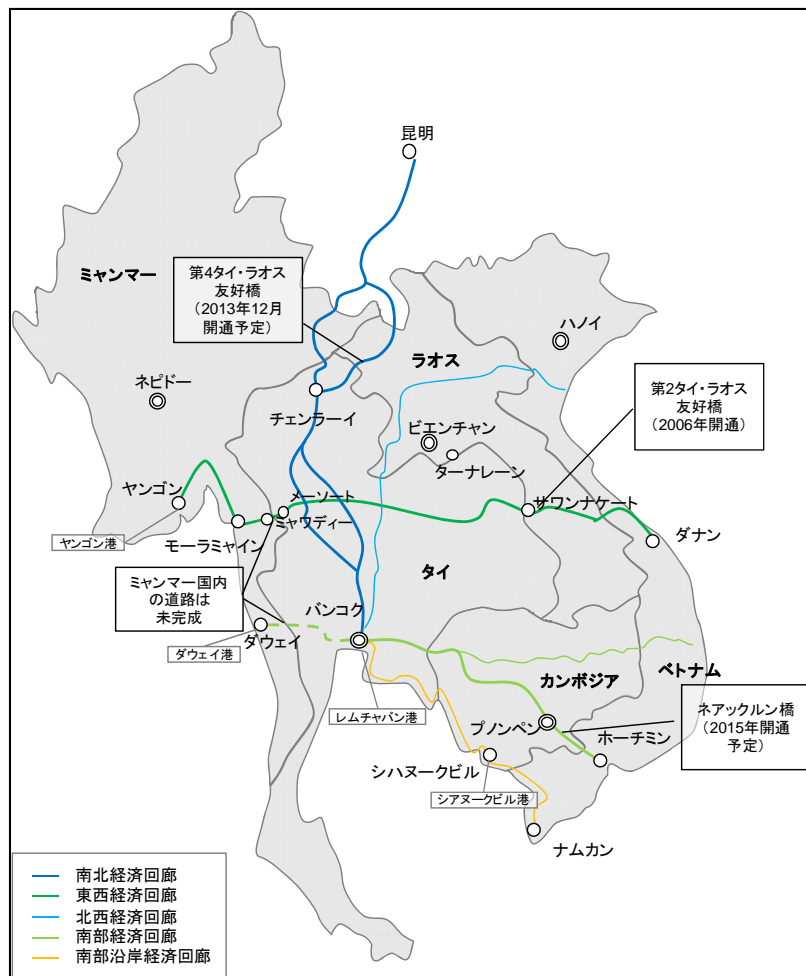 昆明
ミャンマー
第4タイ・ラオス
友好橋
(2013年12月
開通予定)
ハノイ
ラオス
ネピドー
チェンラーイ
第2タイ・ラオス
友好橋
(2006年開通)
ビエンチャン
ターナレーン
ヤンゴン
メーソート
サワンナケート
ミャワディー
ヤンゴン港
モーラミャイン
ダナン
タイ
ミャンマー国内
の道路は
未完成
バンコク
ダウェイ
ダウェイ港
カンボジア
ベトナム
レムチャバン港
プノンペン
ネアックルン橋
(2015年開通
予定)
ホーチミン
シハヌークビル
シアヌークビル港
ナムカン
南北経済回廊
東西経済回廊
北西経済回廊
南部経済回廊
南部沿岸経済回廊